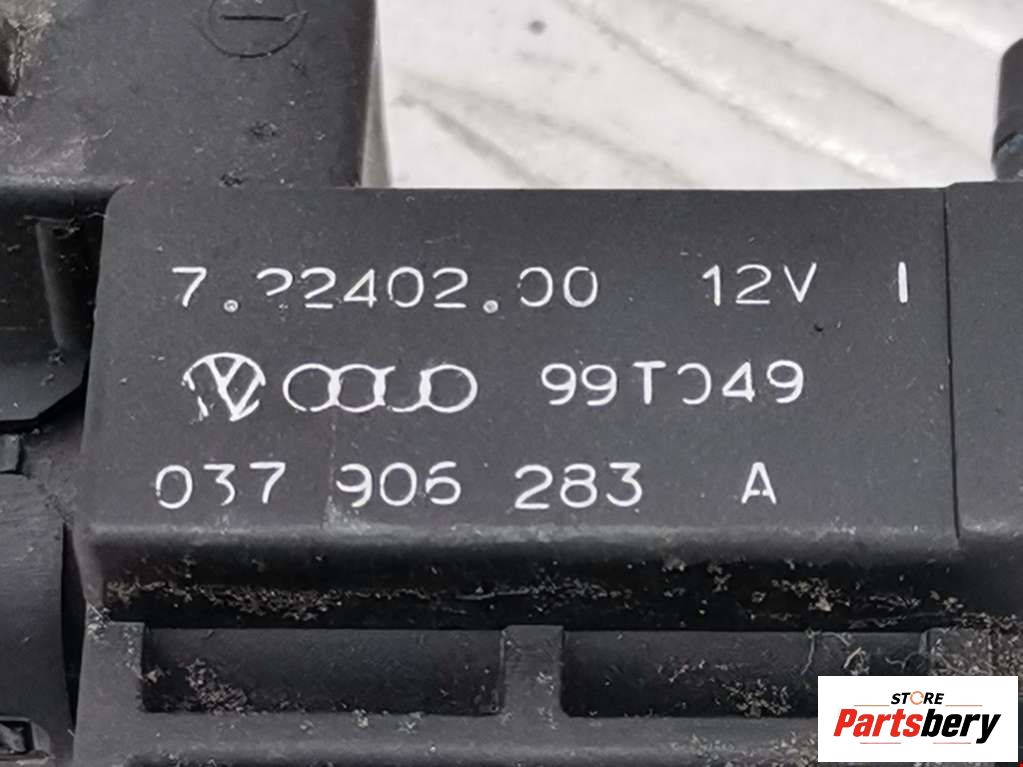 7.22402.00 12V I
99T049
037 906 283 A
STORE
Partsbery